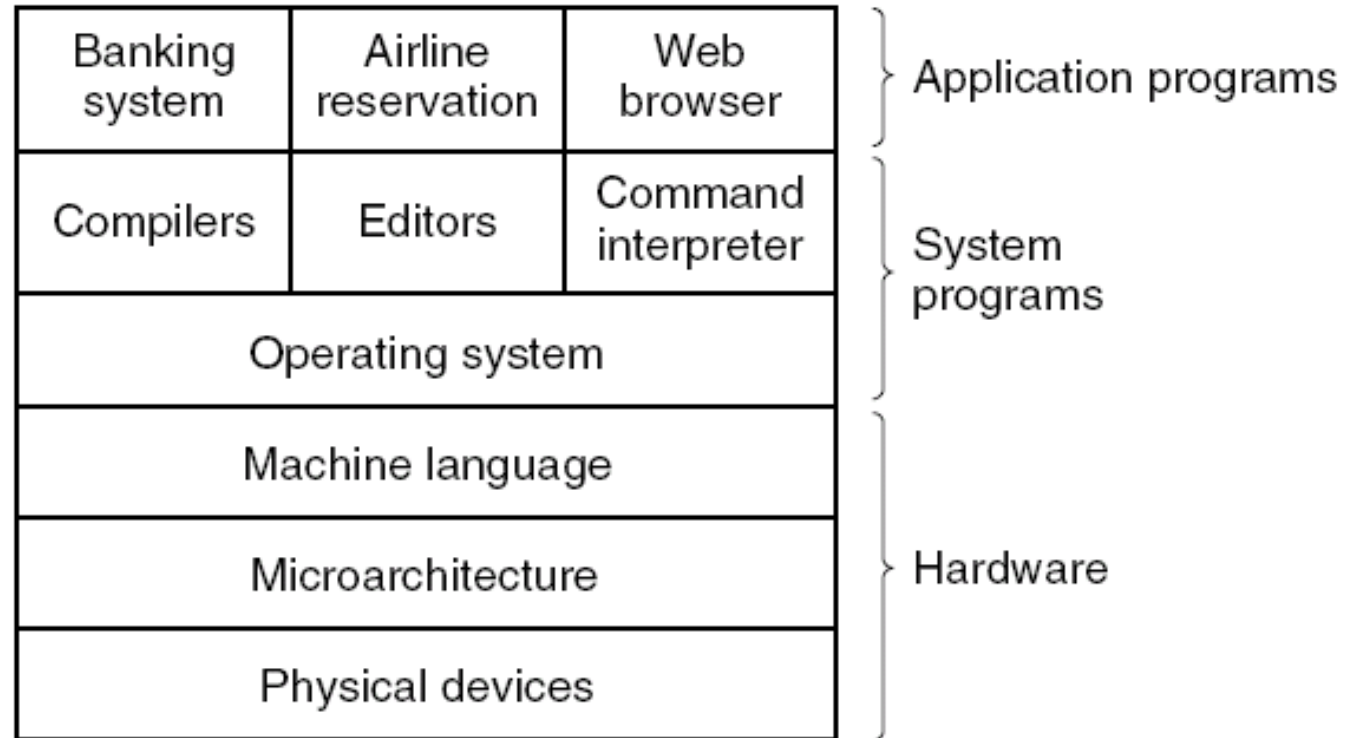 Banking
system
Airline
reservation
Web
browser
Application programs
Compilers
Editors
Command
interpreter
System
programs
Operating system
Machine language
Microarchitecture
Hardware
Physical devices